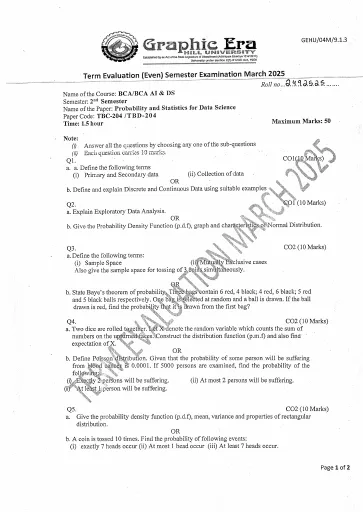 GEHU/04M/9.1.3
Graphic Era
HILL UNIVERSITY
Term Evaluation (Even) Semester Examination March 2025
Roll no...2492525.......
Name of the Course: BCA/BCA AI & DS
Semester: 2nd Semester
Name of the Paper: Probability and Statistics for Data Science
Paper Code: TBC-204 /TBD-204
Time: 1.5 hour Maximum Marks: 50
Note:
(i) Answer all the questions by choosing any one of the sub-questions
(ii) Each question carries 10 marks
Q1. CO1(10 Marks)
a. a. Define the following terms
(i) Primary and Secondary data (ii) Collection of data
OR
b. Define and explain Discrete and Continuous Data using suitable examples
Q2. CO1 (10 Marks)
a. Explain Exploratory Data Analysis.
OR
b. Give the Probability Density Function (p.d.f), graph and characteristics of Normal Distribution.
Q3. CO2 (10 Marks)
a. Define the following terms:
(i) Sample Space (ii) Mutually Exclusive cases
Also give the sample space for tossing of 3 coins simultaneously.
OR
b. State Baye's theorem of probability. Three bags contain 6 red, 4 black; 4 red, 6 black; 5 red
and 5 black balls respectively. One bag is selected at random and a ball is drawn. If the ball
drawn is red, find the probability that it is drawn from the first bag?
Q4. CO2 (10 Marks)
a. Two dice are rolled together. Let X denote the random variable which counts the sum of
numbers on the uppermost faces. Construct the distribution function (p.m.f) and also find
expectation of X.
OR
b. Define Poisson distribution. Given that the probability of some person will be suffering
from blood cancer is 0.0001. If 5000 persons are examined, find the probability of the
following:
(i) Exactly 2 persons will be suffering. (ii) At most 2 persons will be suffering.
(iii) At least 1 person will be suffering.
Q5. CO2 (10 Marks)
a. Give the probability density function (p.d.f), mean, variance and properties of rectangular
distribution.
OR
b. A coin is tossed 10 times. Find the probability of following events:
(i) exactly 7 heads occur (ii) At most 1 head occur (iii) At least 7 heads occur.
TERM EVALUATION MARCH 2025
Page 1 of 2